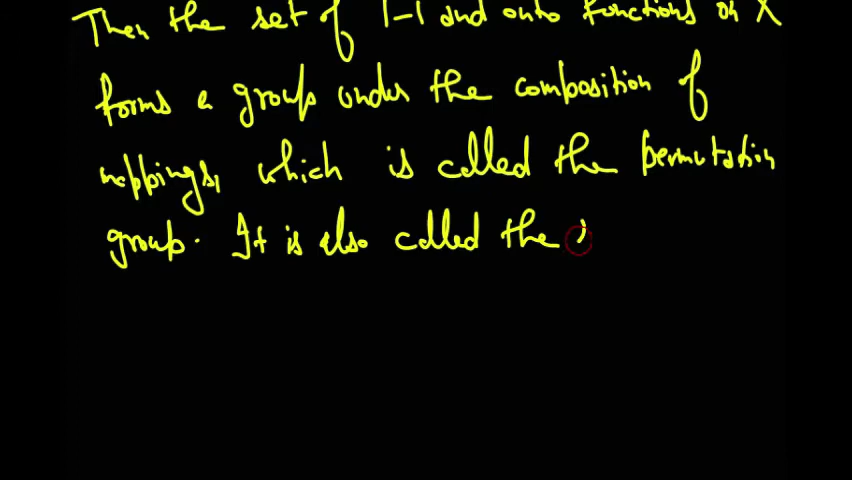 Then the set of 1-1 and onto functions on X
forms a group under the composition of
mappings, which is called the permutation
group. It is also called the